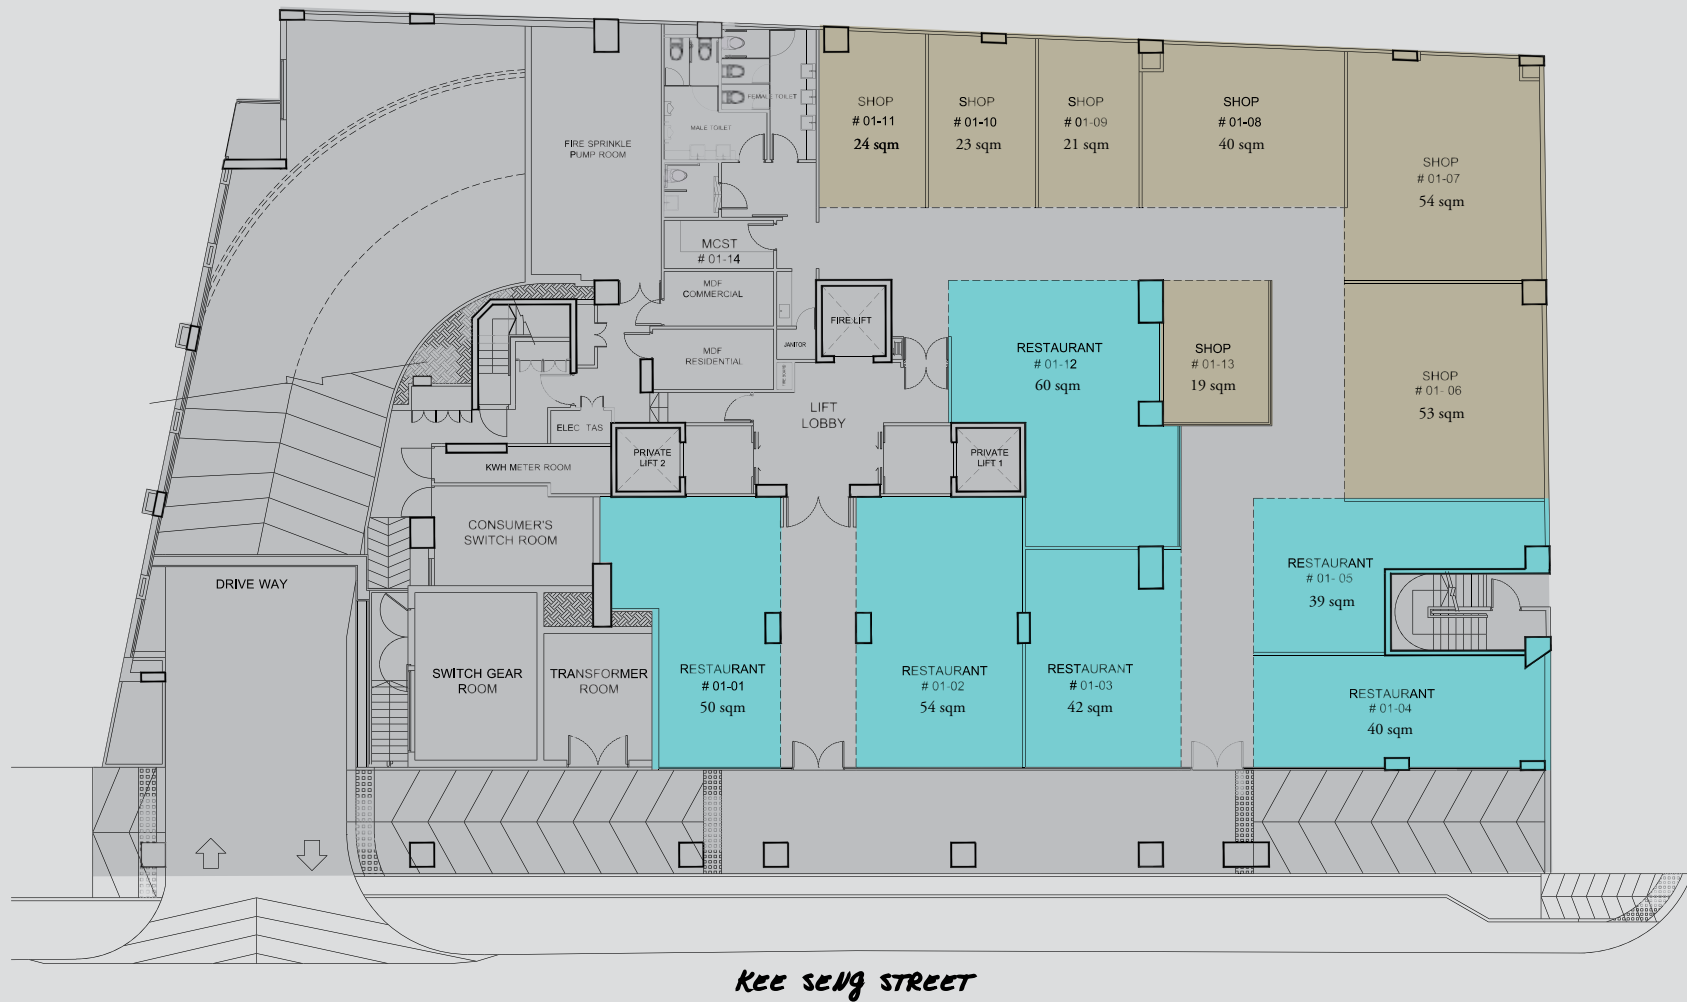 FIRE SPRINKLE
PUMP ROOM
MALE TOILET
FEMALE TOILET
SHOP
# 01-11
24 sqm
SHOP
# 01-10
23 sqm
SHOP
# 01-09
21 sqm
SHOP
# 01-08
40 sqm
SHOP
# 01-07
54 sqm
MCST
# 01-14
MDF
COMMERCIAL
MDF
RESIDENTIAL
JANITOR
FIRE LIFT
RESTAURANT
# 01-12
60 sqm
SHOP
# 01-13
19 sqm
SHOP
# 01- 06
53 sqm
LIFT
LOBBY
ELEC TAS
PRIVATE
LIFT 2
PRIVATE
LIFT 1
KWH METER ROOM
CONSUMER'S
SWITCH ROOM
DRIVE WAY
RESTAURANT
# 01- 05
39 sqm
SWITCH GEAR
ROOM
TRANSFORMER
ROOM
RESTAURANT
# 01-01
50 sqm
RESTAURANT
# 01-02
54 sqm
RESTAURANT
# 01-03
42 sqm
RESTAURANT
# 01-04
40 sqm
KEE SENG STREET